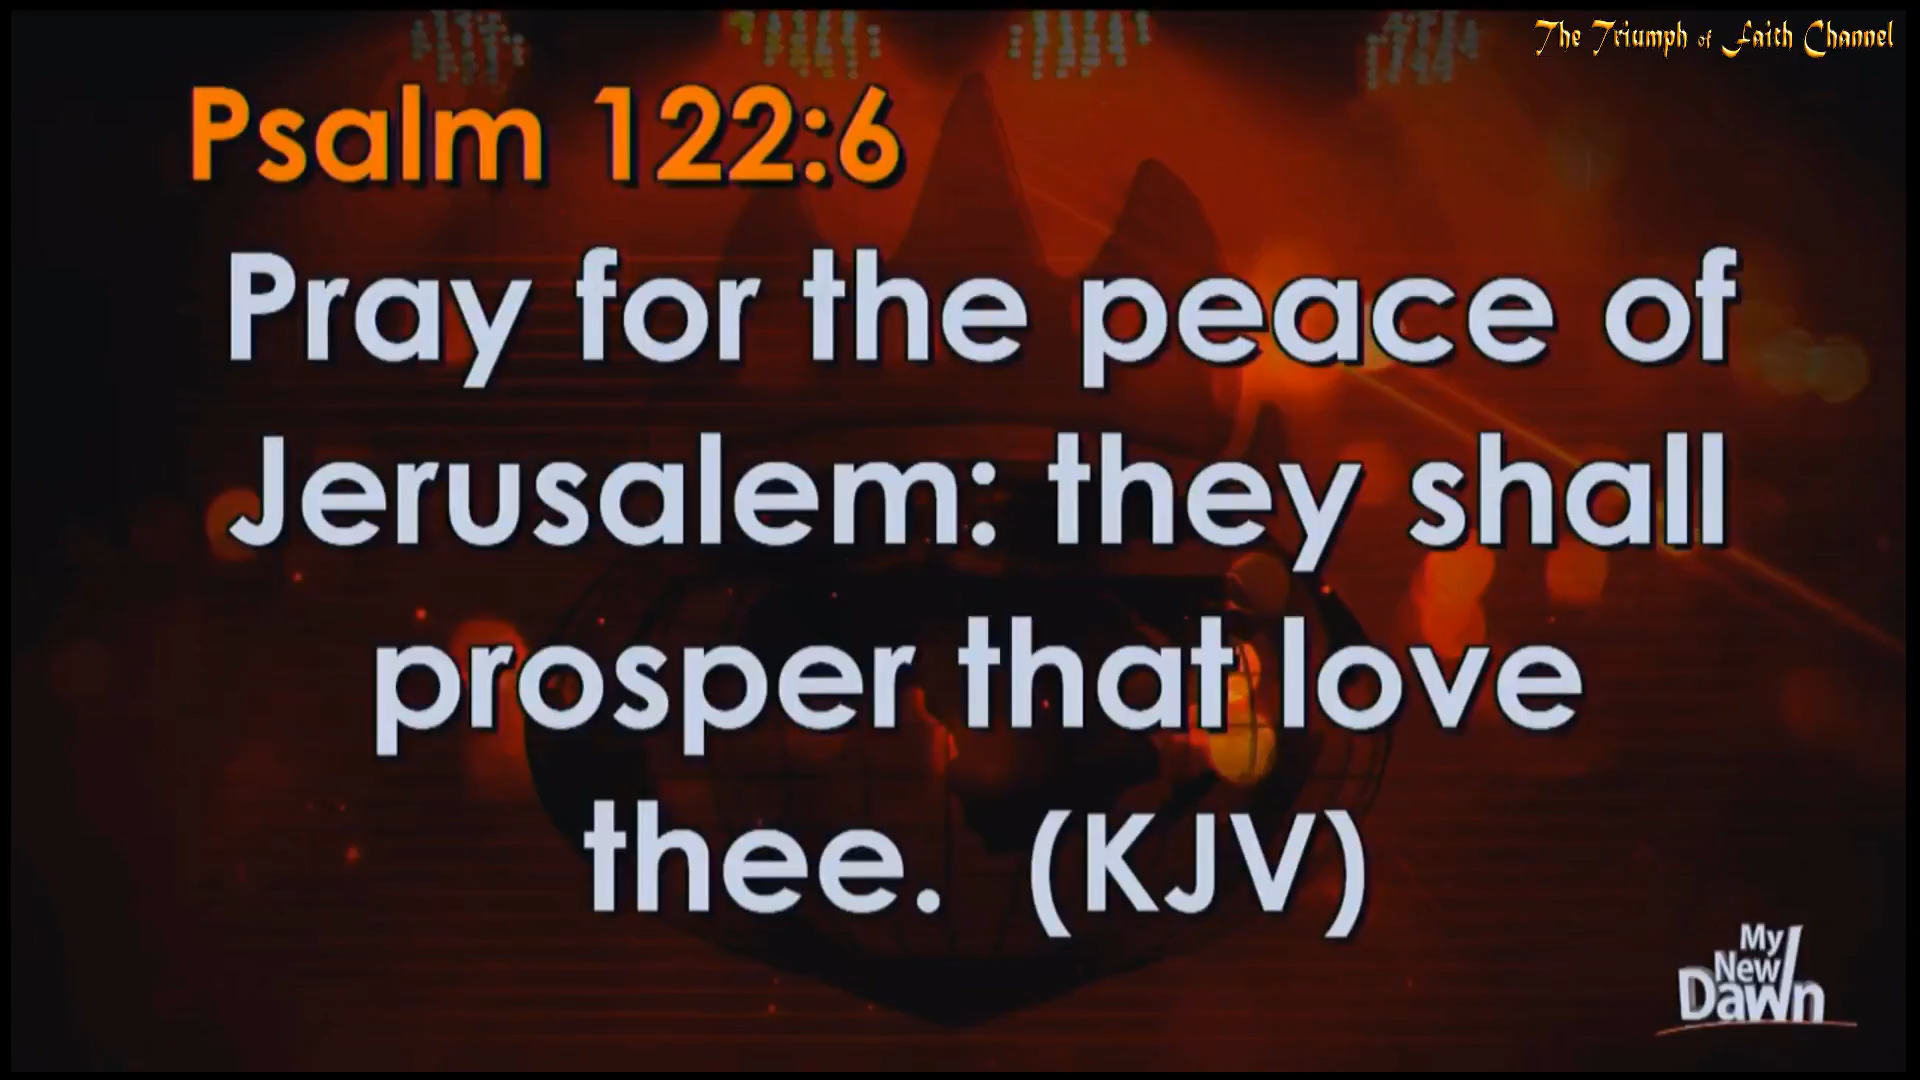 The Triumph of Faith Channel
Psalm 122:6
Pray for the peace of
Jerusalem: they shall
prosper that love
thee. (KJV)
My
New
Dawn